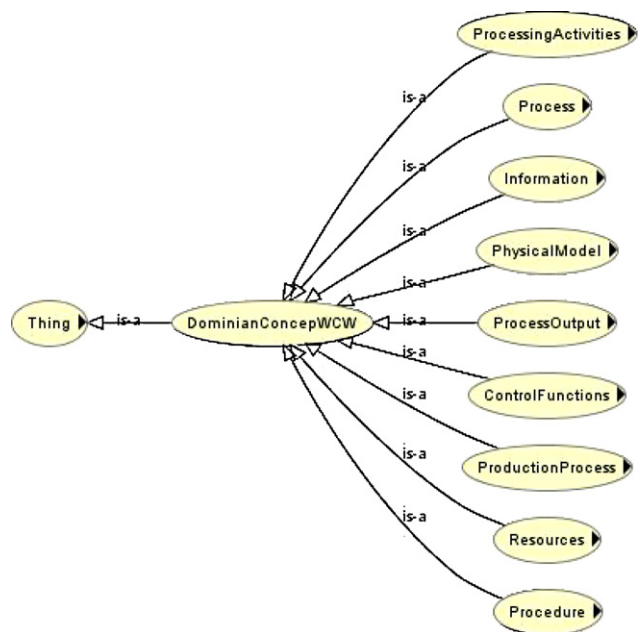 ProcessingActivities
is-a
Process
is-a
Information
is-a
PhysicalModel
is-a
Thing
is-a
DominianConcepWCW
is-a
ProcessOutput
is-a
ControlFunctions
is-a
ProductionProcess
is-a
Resources
is-a
Procedure